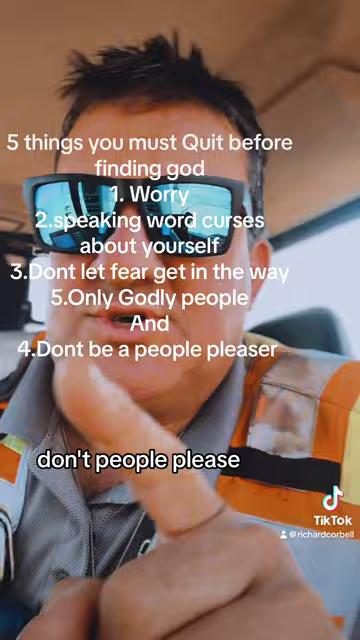 5 things you must Quit before
finding god
1. Worry
2.speaking word curses
about yourself
3.Dont let fear get in the way
5.Only Godly people
And
4.Dont be a people pleaser
don't people please
TikTok
@richardcorbell